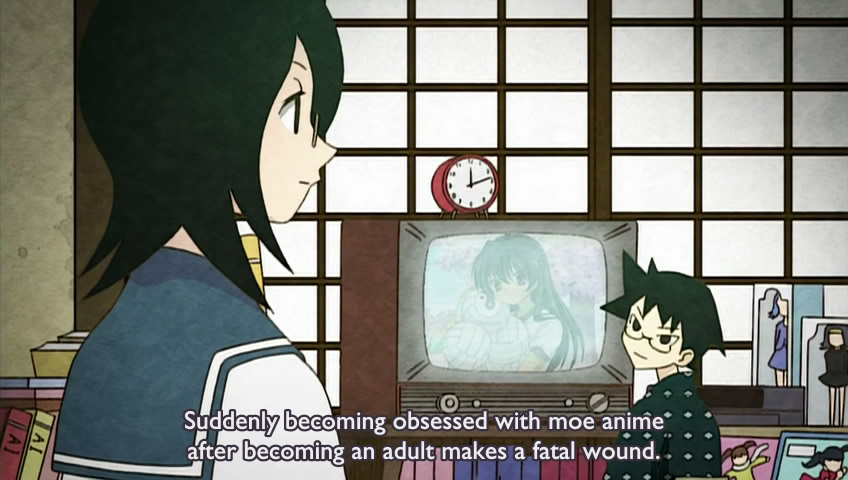 Suddenly becoming obsessed with moe anime
after becoming an adult makes a fatal wound.